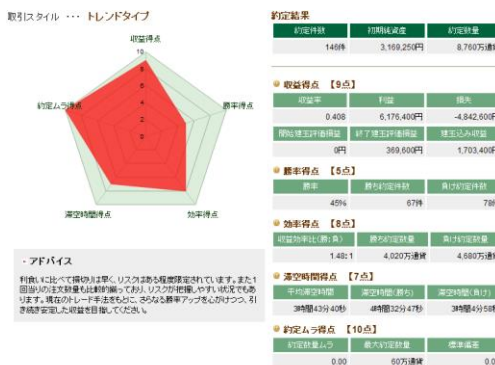 取引スタイル ・・・ トレンドタイプ
収益得点
10
8
6
4
2
0
約定ムラ得点
勝率得点
滞空時間得点
効率得点
・アドバイス
利食いに比べて損切りは早く、リスクはある程度限定されています。また1
回当りの注文数量も比較的揃っており、リスクが把握しやすい状況でもあ
ります。現在のトレード手法をもとに、さらなる勝率アップを心がけつつ、引
き続き安定した収益を目指してください。
約定結果
約定件数 初期純資産 約定数量
146件 3,169,250円 8,760万通貨
収益得点 【9点】
収益率 利益 損失
0.408 6,176,400円 -4,842,600円
開始建玉評価損益 終了建玉評価損益 建玉込み収益
0円 369,600円 1,703,400円
勝率得点 【5点】
勝率 勝ち約定件数 負け約定件数
45% 67件 78件
効率得点 【8点】
収益効率比(勝:負) 勝ち約定数量 負け約定数量
1.48:1 4,020万通貨 4,680万通貨
滞空時間得点 【7点】
平均滞空時間 滞空時間(勝ち) 滞空時間(負け)
3時間43分40秒 4時間32分47秒 3時間4分58秒
約定ムラ得点 【10点】
約定数量ムラ 最大約定数量 標準偏差
0.00 60万通貨 0.0